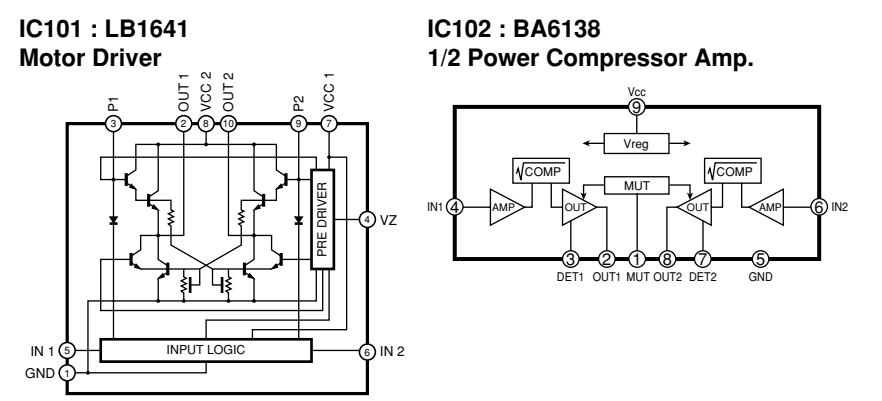 IC101 : LB1641
Motor Driver
P1
OUT 1
VCC 2
OUT 2
P2
VCC 1
3
2
8
10
9
7
PRE DRIVER
4 VZ
IN 1 5
INPUT LOGIC
6 IN 2
GND 1
IC102 : BA6138
1/2 Power Compressor Amp.
Vcc
9
Vreg
√COMP
√COMP
MUT
IN1 4
AMP
OUT
OUT
AMP
6 IN2
3
2
1
8
7
5
DET1 OUT1 MUT OUT2 DET2 GND